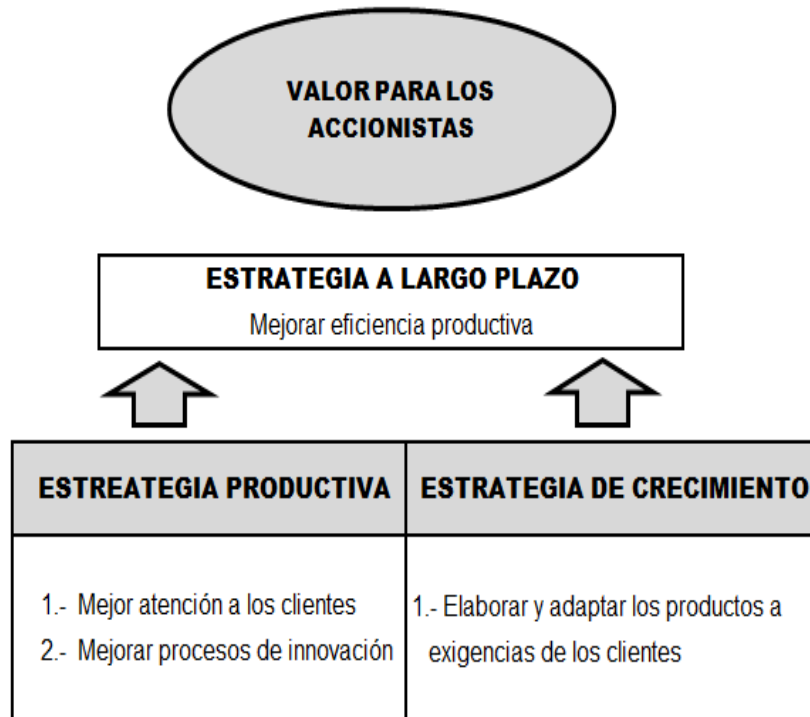 VALOR PARA LOS
ACCIONISTAS
ESTRATEGIA A LARGO PLAZO
Mejorar eficiencia productiva
ESTREATEGIA PRODUCTIVA
1.- Mejor atención a los clientes
2.- Mejorar procesos de innovación
ESTRATEGIA DE CRECIMIENTO
1.- Elaborar y adaptar los productos a
exigencias de los clientes